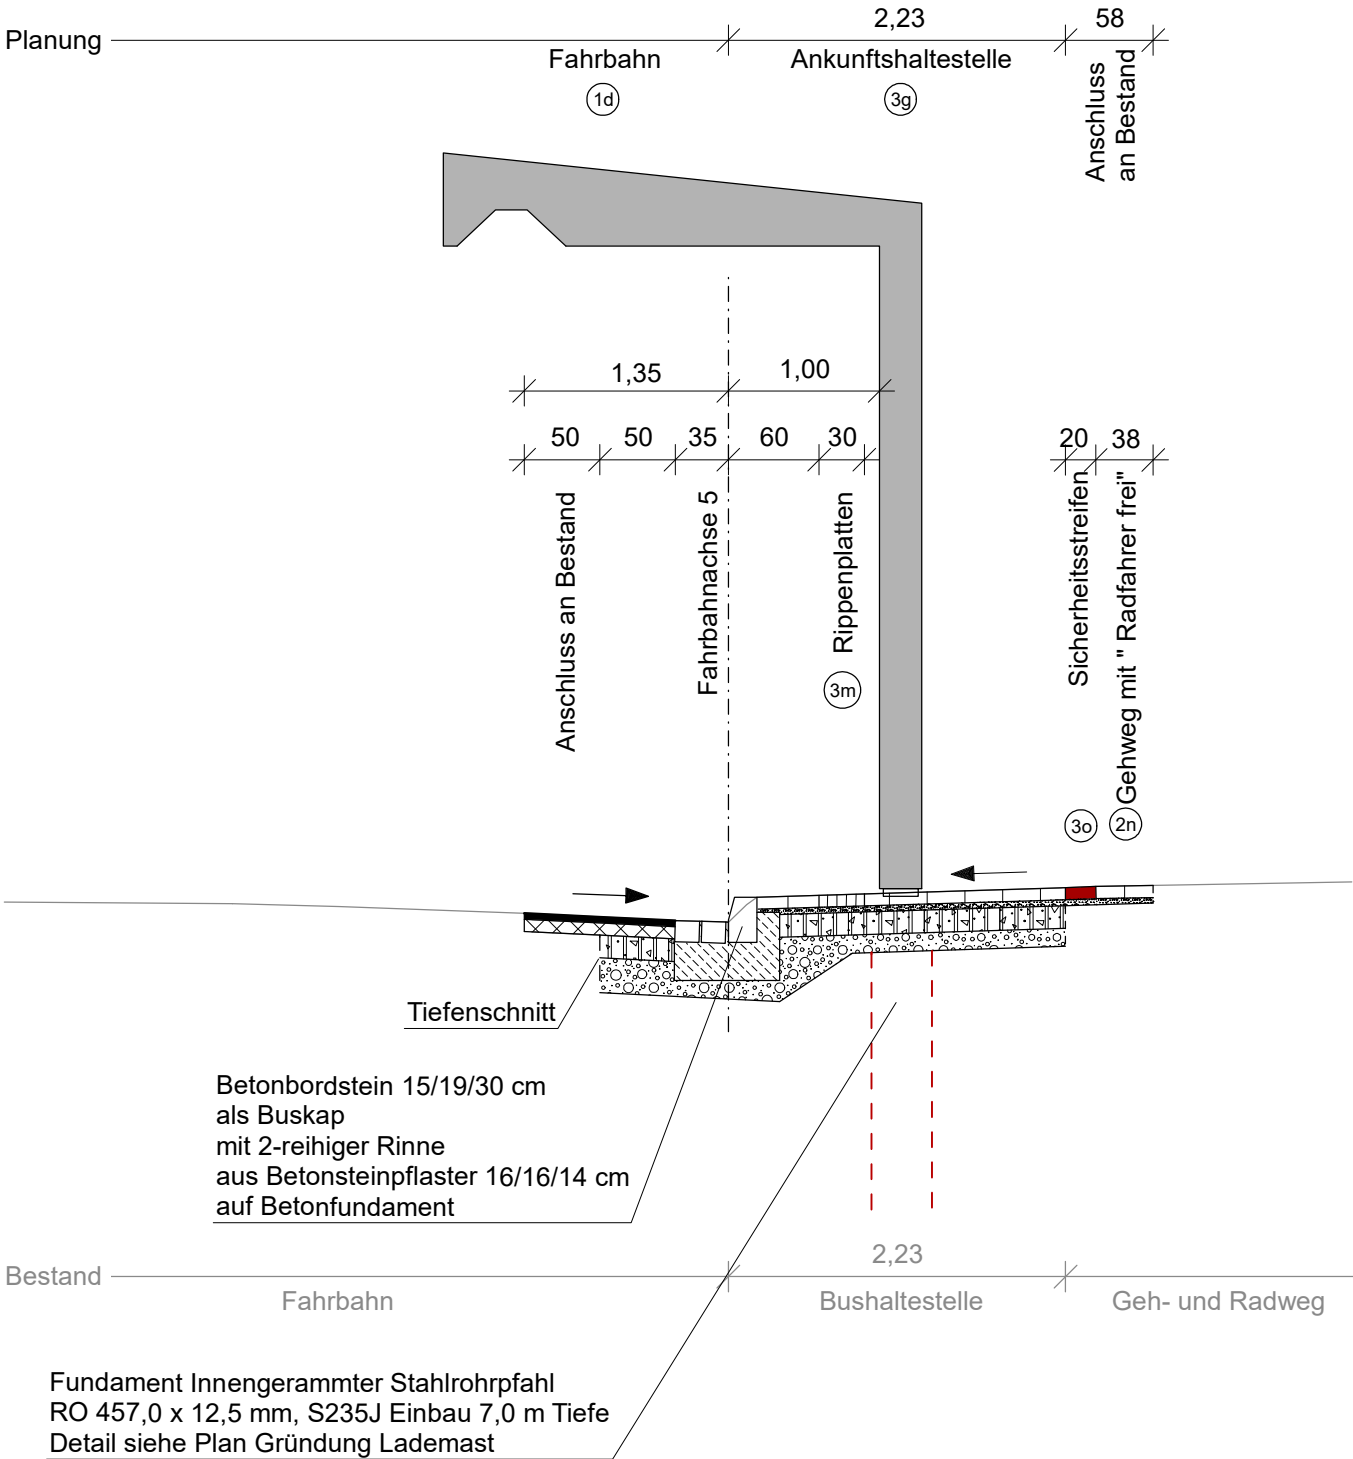 Planung
2,23
58
Fahrbahn
Ankunftshaltestelle
1d
3g
Anschluss
an Bestand
1,35
1,00
50
50
35
60
30
20
38
Anschluss an Bestand
Fahrbahnachse 5
Rippenplatten
3m
Sicherheitsstreifen
Gehweg mit " Radfahrer frei"
3o
2n
Tiefenschnitt
Betonbordstein 15/19/30 cm
als Buskap
mit 2-reihiger Rinne
aus Betonsteinpflaster 16/16/14 cm
auf Betonfundament
Bestand
2,23
Fahrbahn
Bushaltestelle
Geh- und Radweg
Fundament Innengerammter Stahlrohrpfahl
RO 457,0 x 12,5 mm, S235J Einbau 7,0 m Tiefe
Detail siehe Plan Gründung Lademast